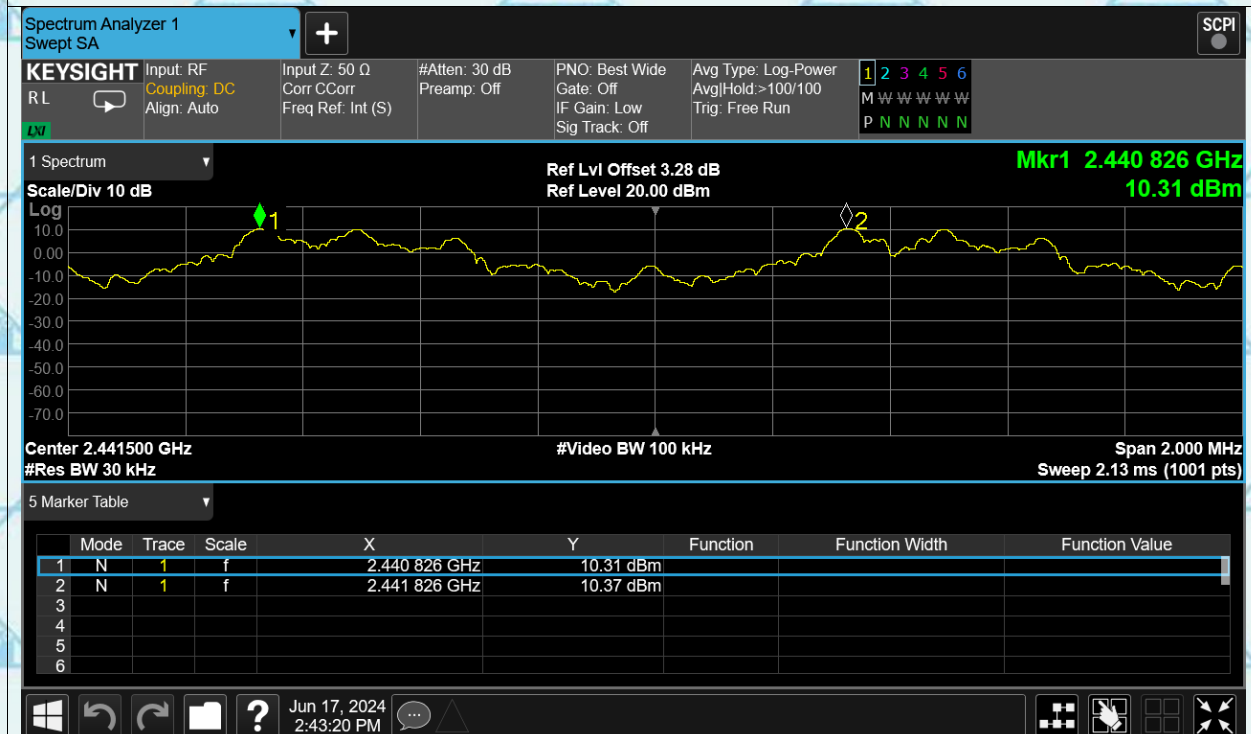 Spectrum Analyzer 1
Swept SA
+
SCPI
KEYSIGHT
RL
LXI
Input: RF
Coupling: DC
Align: Auto
Input Z: 50 Ω
Corr CCorr
Freq Ref: Int (S)
#Atten: 30 dB
Preamp: Off
PNO: Best Wide
Gate: Off
IF Gain: Low
Sig Track: Off
Avg Type: Log-Power
Avg|Hold:>100/100
Trig: Free Run
1 2 3 4 5 6
M W W W W W W
P N N N N N N
1 Spectrum
Scale/Div 10 dB
Ref Lvl Offset 3.28 dB
Ref Level 20.00 dBm
Mkr1 2.440 826 GHz
10.31 dBm
Log
1
2
10.0
0.00
-10.0
-20.0
-30.0
-40.0
-50.0
-60.0
-70.0
Center 2.441500 GHz
#Res BW 30 kHz
#Video BW 100 kHz
Span 2.000 MHz
Sweep 2.13 ms (1001 pts)
5 Marker Table
Mode Trace Scale X Y Function Function Width Function Value
1 N 1 f 2.440 826 GHz 10.31 dBm
2 N 1 f 2.441 826 GHz 10.37 dBm
3
4
5
6
?
Jun 17, 2024
2:43:20 PM